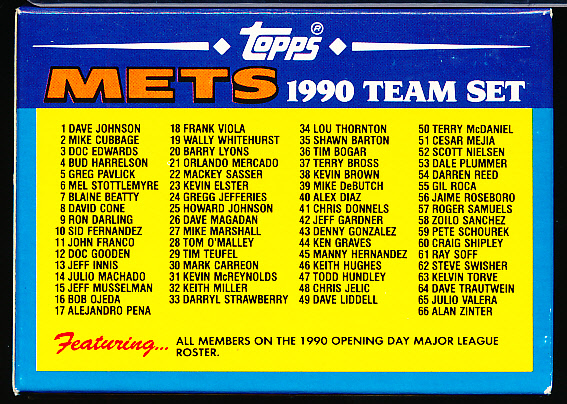 Topps®
METS 1990 TEAM SET
1 DAVE JOHNSON
2 MIKE CUBBAGE
3 DOC EDWARDS
4 BUD HARRELSON
5 GREG PAVLICK
6 MEL STOTTLEMYRE
7 BLAINE BEATTY
8 DAVID CONE
9 RON DARLING
10 SID FERNANDEZ
11 JOHN FRANCO
12 DOC GOODEN
13 JEFF INNIS
14 JULIO MACHADO
15 JEFF MUSSELMAN
16 BOB OJEDA
17 ALEJANDRO PENA
18 FRANK VIOLA
19 WALLY WHITEHURST
20 BARRY LYONS
21 ORLANDO MERCADO
22 MACKEY SASSER
23 KEVIN ELSTER
24 GREGG JEFFERIES
25 HOWARD JOHNSON
26 DAVE MAGADAN
27 MIKE MARSHALL
28 TOM O'MALLEY
29 TIM TEUFEL
30 MARK CARREON
31 KEVIN McREYNOLDS
32 KEITH MILLER
33 DARRYL STRAWBERRY
34 LOU THORNTON
35 SHAWN BARTON
36 TIM BOGAR
37 TERRY BROSS
38 KEVIN BROWN
39 MIKE DeBUTCH
40 ALEX DIAZ
41 CHRIS DONNELS
42 JEFF GARDNER
43 DENNY GONZALEZ
44 KEN GRAVES
45 MANNY HERNANDEZ
46 KEITH HUGHES
47 TODD HUNDLEY
48 CHRIS JELIC
49 DAVE LIDDELL
50 TERRY McDANIEL
51 CESAR MEJIA
52 SCOTT NIELSEN
53 DALE PLUMMER
54 DARREN REED
55 GIL ROCA
56 JAIME ROSEBORO
57 ROGER SAMUELS
58 ZOILO SANCHEZ
59 PETE SCHOUREK
60 CRAIG SHIPLEY
61 RAY SOFF
62 STEVE SWISHER
63 KELVIN TORVE
64 DAVE TRAUTWEIN
65 JULIO VALERA
66 ALAN ZINTER
Featuring... ALL MEMBERS ON THE 1990 OPENING DAY MAJOR LEAGUE
ROSTER.